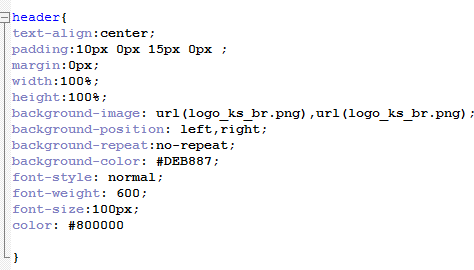 header{
text-align:center;
padding:10px 0px 15px 0px ;
margin:0px;
width:100%;
height:100%;
background-image: url(logo_ks_br.png),url(logo_ks_br.png);
background-position: left,right;
background-repeat:no-repeat;
background-color: #DEB887;
font-style: normal;
font-weight: 600;
font-size:100px;
color: #800000
}